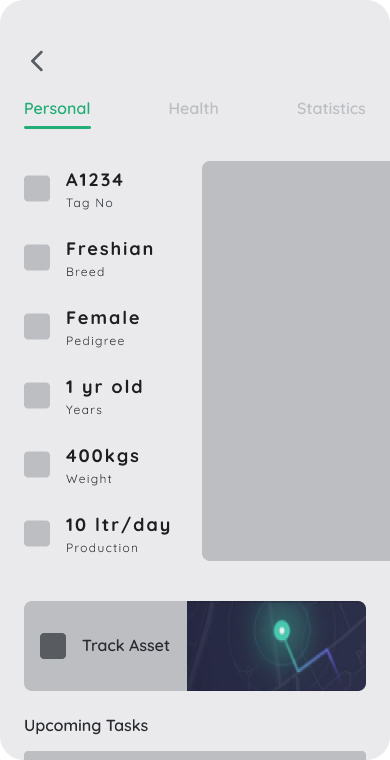 Personal Health Statistics
A1234
Tag No
Freshian
Breed
Female
Pedigree
1 yr old
Years
400kgs
Weight
10 ltr/day
Production
Track Asset
Upcoming Tasks